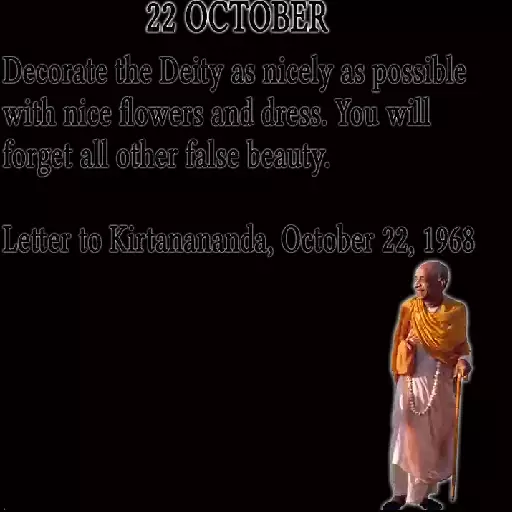 22 OCTOBER
Decorate the Deity as nicely as possible
with nice flowers and dress. You will
forget all other false beauty.
Letter to Kirtanananda, October 22, 1968